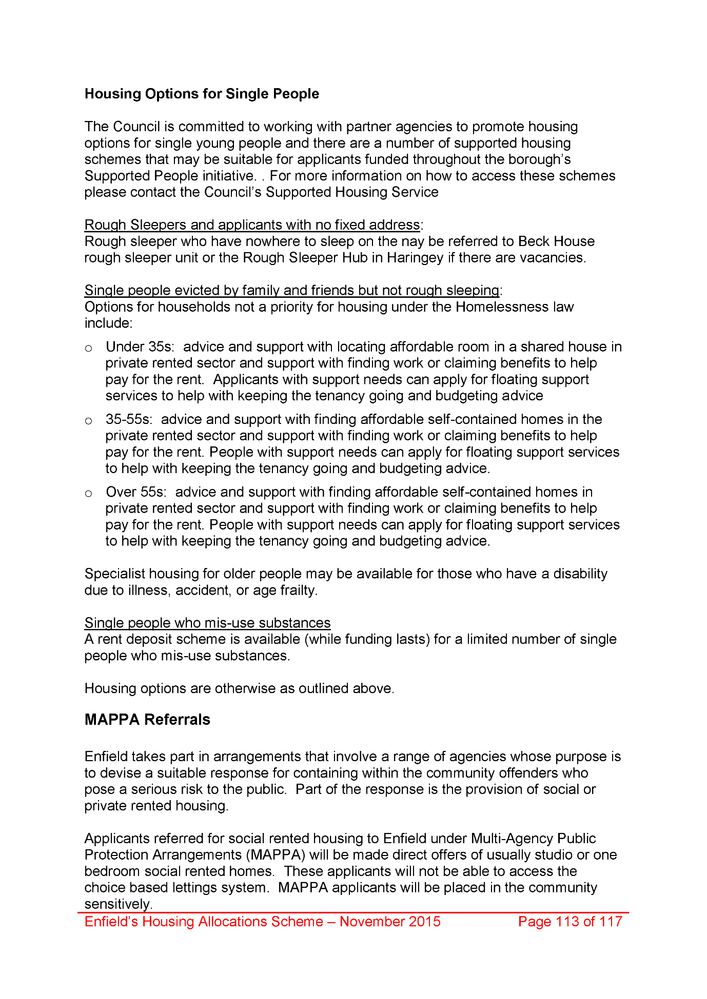 Housing Options for Single People
The Council is committed to working with partner agencies to promote housing
options for single young people and there are a number of supported housing
schemes that may be suitable for applicants funded throughout the borough’s
Supported People initiative. . For more information on how to access these schemes
please contact the Council’s Supported Housing Service
Rough Sleepers and applicants with no fixed address:
Rough sleeper who have nowhere to sleep on the nay be referred to Beck House
rough sleeper unit or the Rough Sleeper Hub in Haringey if there are vacancies.
Single people evicted by family and friends but not rough sleeping:
Options for households not a priority for housing under the Homelessness law
include:
o Under 35s: advice and support with locating affordable room in a shared house in
private rented sector and support with finding work or claiming benefits to help
pay for the rent. Applicants with support needs can apply for floating support
services to help with keeping the tenancy going and budgeting advice
o 35-55s: advice and support with finding affordable self-contained homes in the
private rented sector and support with finding work or claiming benefits to help
pay for the rent. People with support needs can apply for floating support services
to help with keeping the tenancy going and budgeting advice.
o Over 55s: advice and support with finding affordable self-contained homes in
private rented sector and support with finding work or claiming benefits to help
pay for the rent. People with support needs can apply for floating support services
to help with keeping the tenancy going and budgeting advice.
Specialist housing for older people may be available for those who have a disability
due to illness, accident, or age frailty.
Single people who mis-use substances
A rent deposit scheme is available (while funding lasts) for a limited number of single
people who mis-use substances.
Housing options are otherwise as outlined above.
MAPPA Referrals
Enfield takes part in arrangements that involve a range of agencies whose purpose is
to devise a suitable response for containing within the community offenders who
pose a serious risk to the public. Part of the response is the provision of social or
private rented housing.
Applicants referred for social rented housing to Enfield under Multi-Agency Public
Protection Arrangements (MAPPA) will be made direct offers of usually studio or one
bedroom social rented homes. These applicants will not be able to access the
choice based lettings system. MAPPA applicants will be placed in the community
sensitively.
Enfield’s Housing Allocations Scheme – November 2015 Page 113 of 117